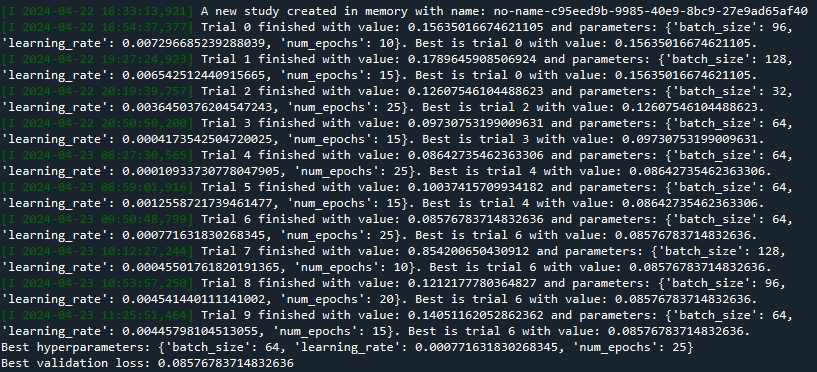 [I 2024-04-22 18:33:13,921] A new study created in memory with name: no-name-c95eed9b-9985-40e9-8bc9-27e9ad65af40
[I 2024-04-22 18:54:37,377] Trial 0 finished with value: 0.15635016674621105 and parameters: {'batch_size': 96,
'learning_rate': 0.007296685239288039, 'num_epochs': 10}. Best is trial 0 with value: 0.15635016674621105.
[I 2024-04-22 19:27:24,923] Trial 1 finished with value: 0.1789645908506924 and parameters: {'batch_size': 128,
'learning_rate': 0.006542512440915665, 'num_epochs': 15}. Best is trial 0 with value: 0.15635016674621105.
[I 2024-04-22 20:19:39,757] Trial 2 finished with value: 0.12607546104488623 and parameters: {'batch_size': 32,
'learning_rate': 0.0036450376204547243, 'num_epochs': 25}. Best is trial 2 with value: 0.12607546104488623.
[I 2024-04-22 20:50:50,200] Trial 3 finished with value: 0.09730753199009631 and parameters: {'batch_size': 64,
'learning_rate': 0.0004173542504720025, 'num_epochs': 15}. Best is trial 3 with value: 0.09730753199009631.
[I 2024-04-23 08:27:30,565] Trial 4 finished with value: 0.08642735462363306 and parameters: {'batch_size': 64,
'learning_rate': 0.00010933730778047905, 'num_epochs': 25}. Best is trial 4 with value: 0.08642735462363306.
[I 2024-04-23 08:59:01,916] Trial 5 finished with value: 0.10037415709934182 and parameters: {'batch_size': 64,
'learning_rate': 0.0012558721739461477, 'num_epochs': 15}. Best is trial 4 with value: 0.08642735462363306.
[I 2024-04-23 09:50:48,799] Trial 6 finished with value: 0.08576783714832636 and parameters: {'batch_size': 64,
'learning_rate': 0.000771631830268345, 'num_epochs': 25}. Best is trial 6 with value: 0.08576783714832636.
[I 2024-04-23 10:12:27,244] Trial 7 finished with value: 0.854200650430912 and parameters: {'batch_size': 128,
'learning_rate': 0.00045501761820191365, 'num_epochs': 10}. Best is trial 6 with value: 0.08576783714832636.
[I 2024-04-23 10:53:57,250] Trial 8 finished with value: 0.1212177780364827 and parameters: {'batch_size': 96,
'learning_rate': 0.004541440111141002, 'num_epochs': 20}. Best is trial 6 with value: 0.08576783714832636.
[I 2024-04-23 11:25:51,464] Trial 9 finished with value: 0.14051162052862362 and parameters: {'batch_size': 64,
'learning_rate': 0.00445798104513055, 'num_epochs': 15}. Best is trial 6 with value: 0.08576783714832636.
Best hyperparameters: {'batch_size': 64, 'learning_rate': 0.000771631830268345, 'num_epochs': 25}
Best validation loss: 0.08576783714832636